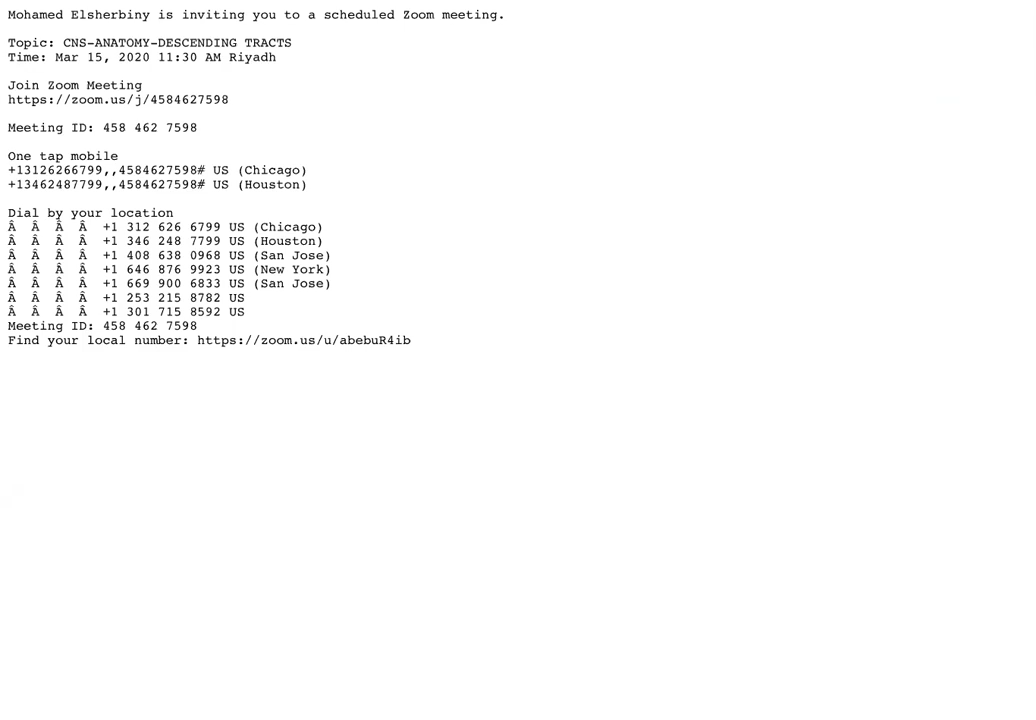 Mohamed Elsherbiny is inviting you to a scheduled Zoom meeting.
Topic: CNS-ANATOMY-DESCENDING TRACTS
Time: Mar 15, 2020 11:30 AM Riyadh
Join Zoom Meeting
https://zoom.us/j/4584627598
Meeting ID: 458 462 7598
One tap mobile
+13126266799,,4584627598# US (Chicago)
+13462487799,,4584627598# US (Houston)
Dial by your location
Â Â Â Â +1 312 626 6799 US (Chicago)
Â Â Â Â +1 346 248 7799 US (Houston)
Â Â Â Â +1 408 638 0968 US (San Jose)
Â Â Â Â +1 646 876 9923 US (New York)
Â Â Â Â +1 669 900 6833 US (San Jose)
Â Â Â Â +1 253 215 8782 US
Â Â Â Â +1 301 715 8592 US
Meeting ID: 458 462 7598
Find your local number: https://zoom.us/u/abebuR4ib